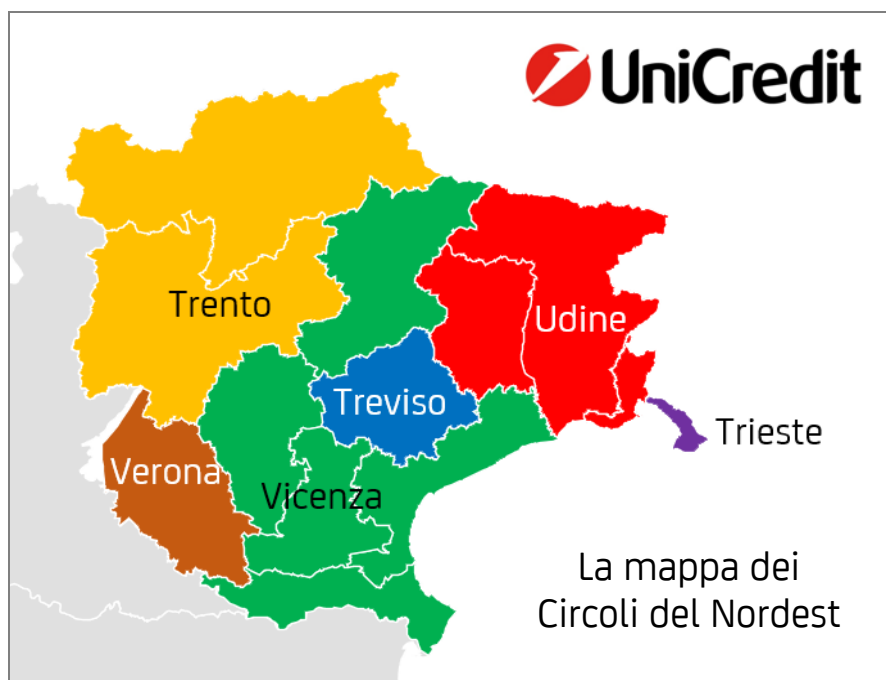 UniCredit
Trento
Udine
Treviso
Trieste
Verona
Vicenza
La mappa dei
Circoli del Nordest